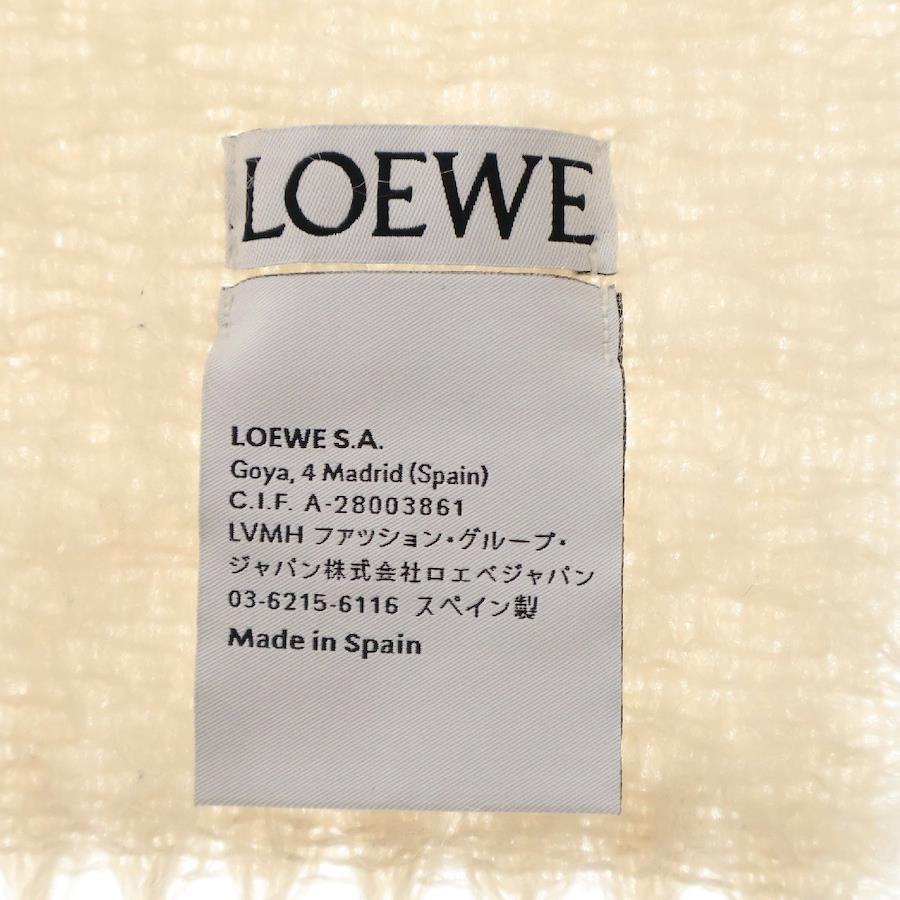 LOEWE
LOEWE S.A.
Goya, 4 Madrid (Spain)
C.I.F. A-28003861
LVMH ファッション・グループ・
ジャパン株式会社ロエベジャパン
03-6215-6116 スペイン製
Made in Spain